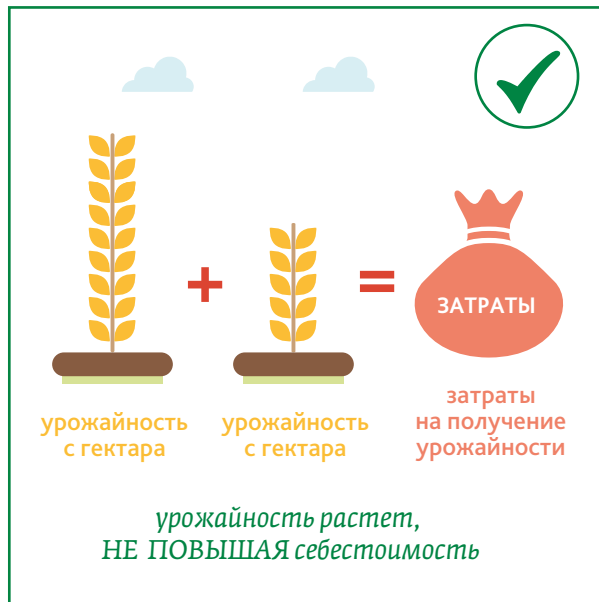 ЗАТРАТЫ
урожайность
с гектара
урожайность
с гектара
затраты
на получение
урожайности
урожайность растет,
НЕ ПОВЫШАЯ себестоимость